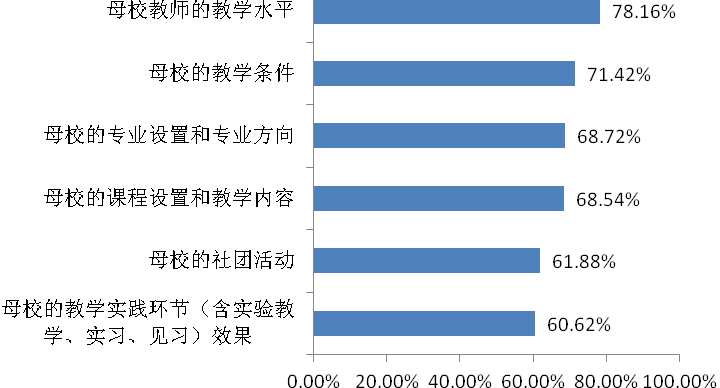 母校教师的教学水平 78.16%
母校的教学条件 71.42%
母校的专业设置和专业方向 68.72%
母校的课程设置和教学内容 68.54%
母校的社团活动 61.88%
母校的教学实践环节（含实验教
学、实习、见习）效果 60.62%
0.00% 20.00% 40.00% 60.00% 80.00% 100.00%